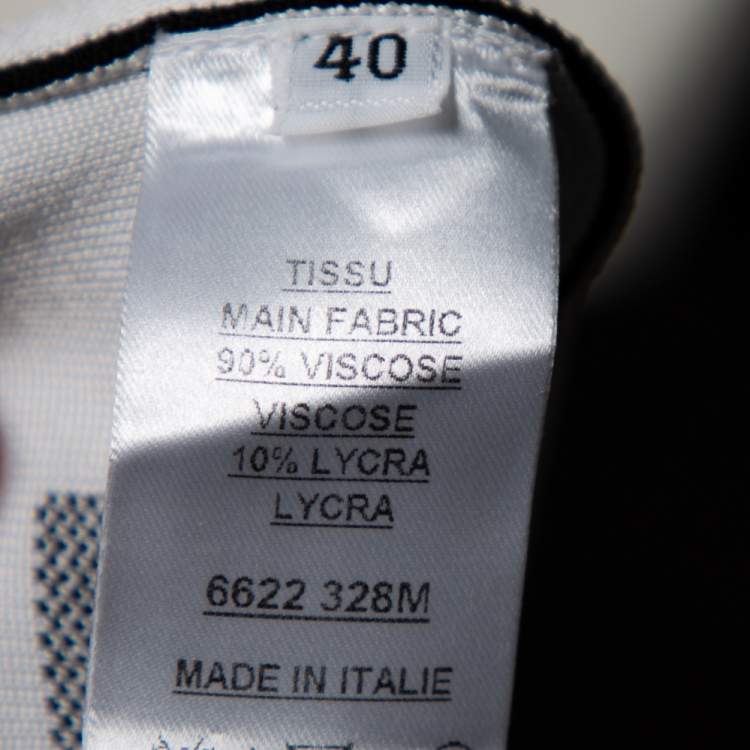 40
TISSU
MAIN FABRIC
90% VISCOSE
VISCOSE
10% LYCRA
LYCRA
6622 328M
MADE IN ITALIE